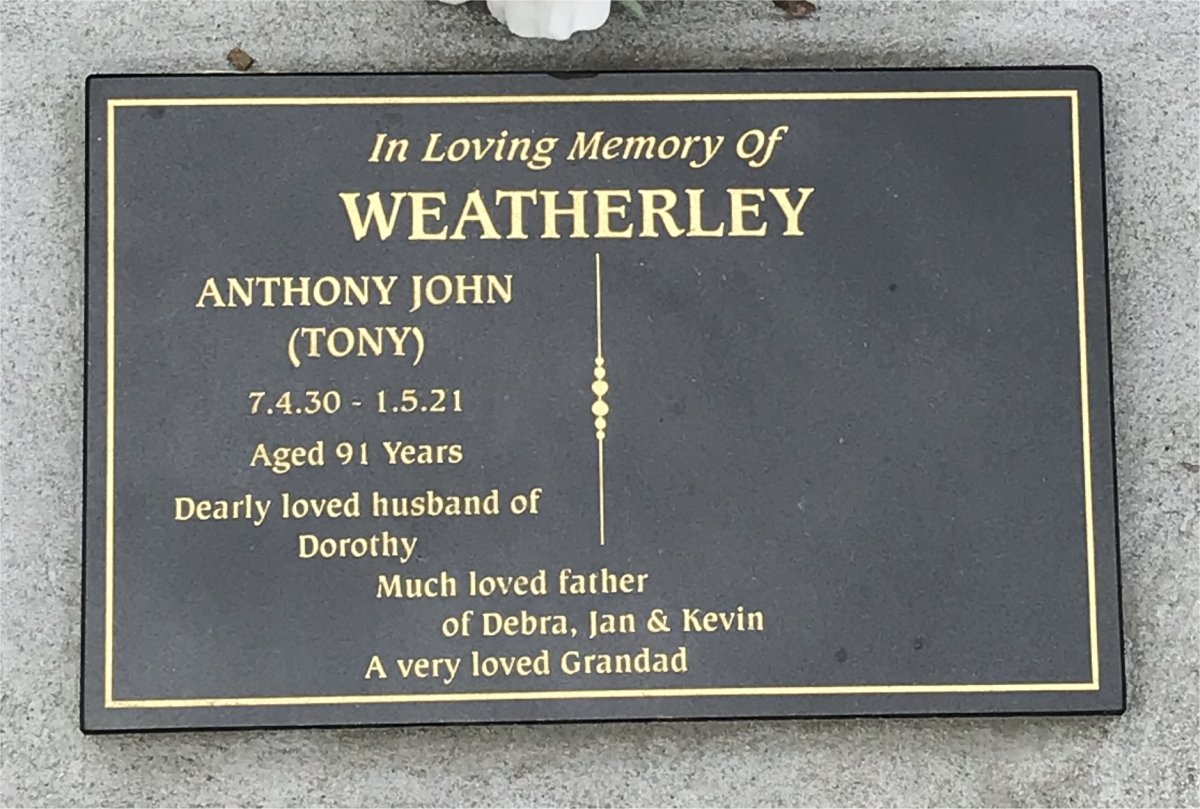 In Loving Memory Of
WEATHERLEY
ANTHONY JOHN
(TONY)
7.4.30 - 1.5.21
Aged 91 Years
Dearly loved husband of
Dorothy
Much loved father
of Debra, Jan & Kevin
A very loved Grandad